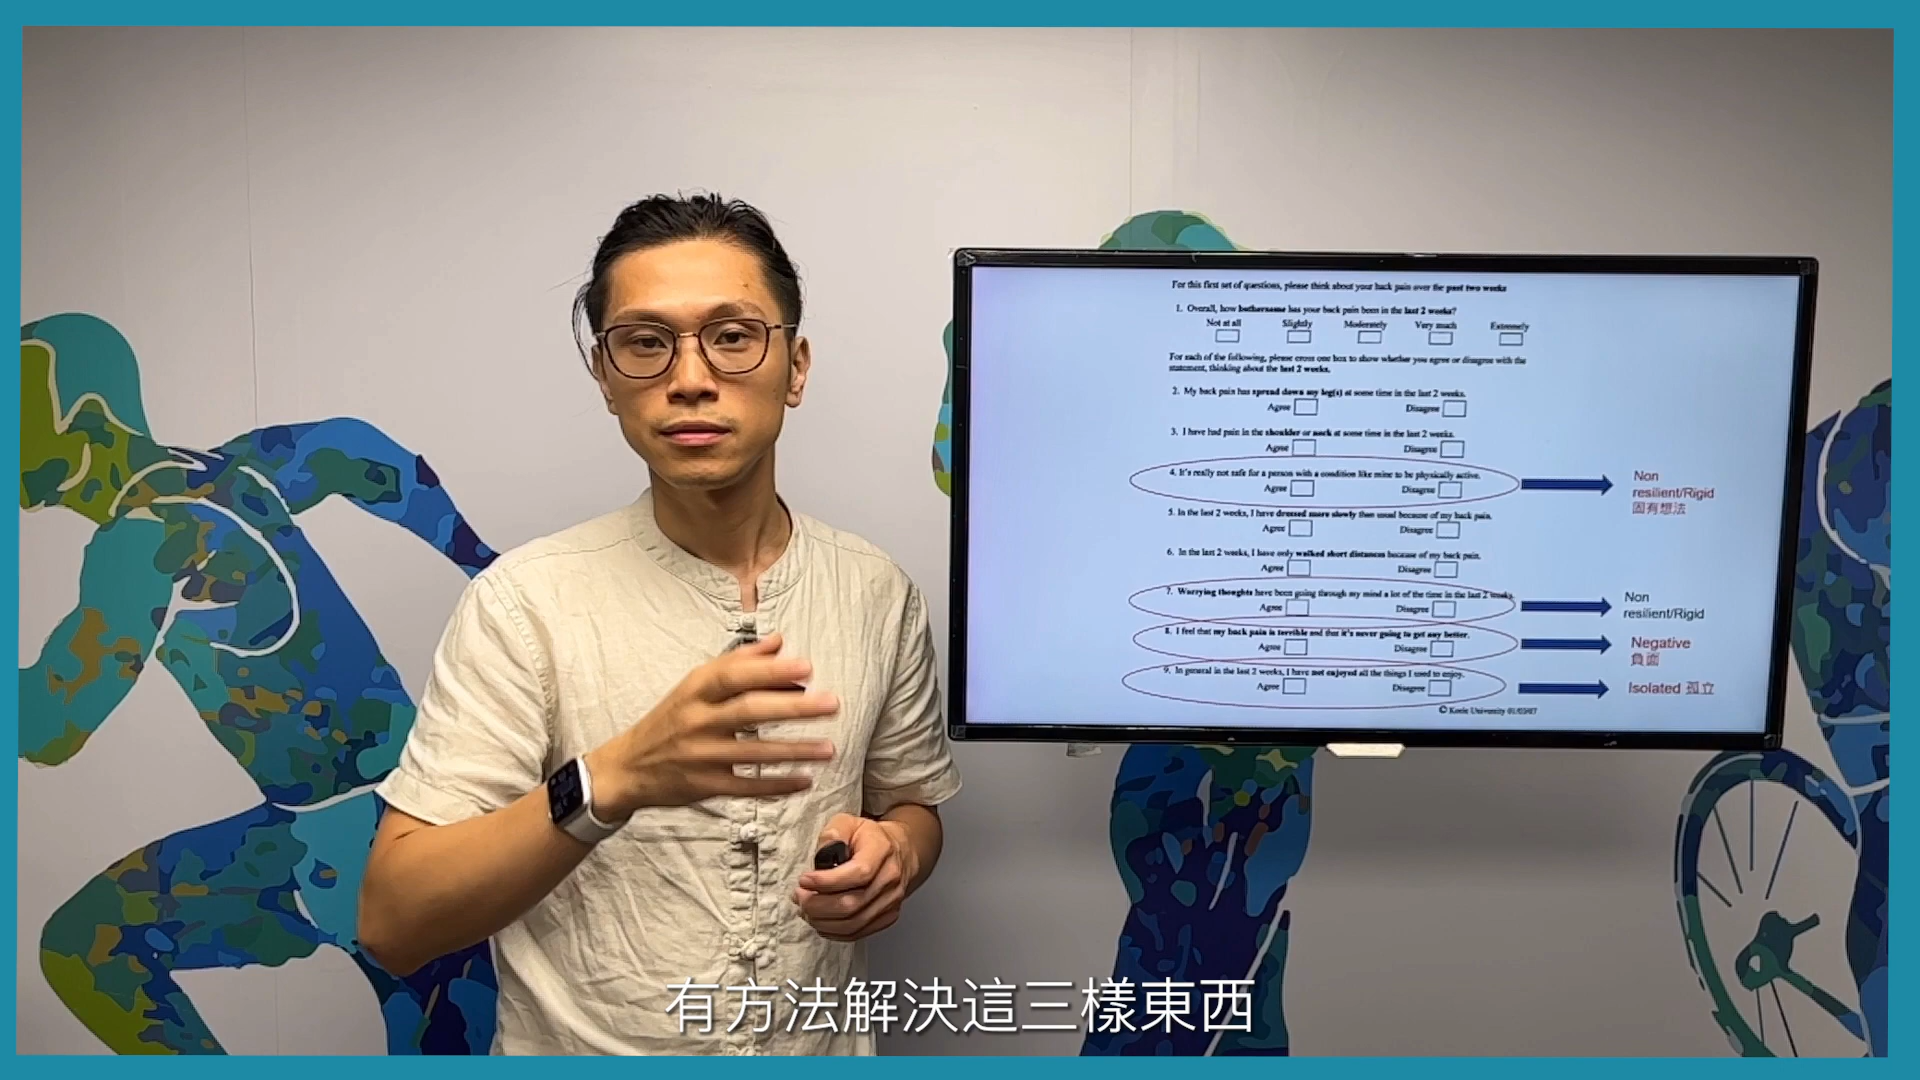 For this first set of questions, please think about your back pain over the past two weeks
1. Overall, how bothersome has your back pain been in the last 2 weeks?
Not at all Slightly Moderately Very much Extremely
For each of the following, please cross one box to show whether you agree or disagree with the
statement, thinking about the last 2 weeks.
2. My back pain has spread down my leg(s) at some time in the last 2 weeks.
Agree Disagree
3. I have had pain in the shoulder or neck at some time in the last 2 weeks.
Agree Disagree
4. It's really not safe for a person with a condition like mine to be physically active.
Agree Disagree
Non
resilient/Rigid
固有想法
5. In the last 2 weeks, I have dressed more slowly than usual because of my back pain.
Agree Disagree
6. In the last 2 weeks, I have only walked short distances because of my back pain.
Agree Disagree
7. Worrying thoughts have been going through my mind a lot of the time in the last 2 weeks.
Agree Disagree
Non
resilient/Rigid
8. I feel that my back pain is terrible and that it's never going to get any better.
Agree Disagree
Negative
負面
9. In general in the last 2 weeks, I have not enjoyed all the things I used to enjoy.
Agree Disagree
Isolated 孤立
© Keele University 01/05/07
有方法解決這三樣東西